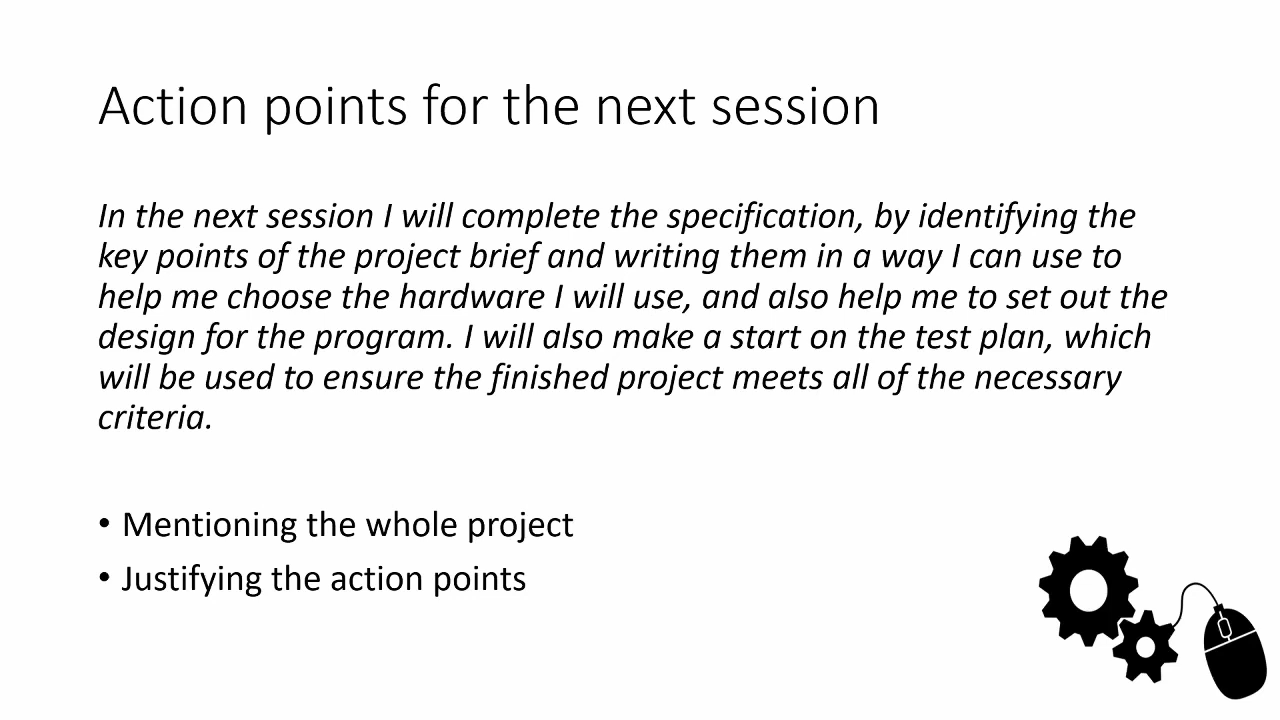 Action points for the next session
In the next session I will complete the specification, by identifying the
key points of the project brief and writing them in a way I can use to
help me choose the hardware I will use, and also help me to set out the
design for the program. I will also make a start on the test plan, which
will be used to ensure the finished project meets all of the necessary
criteria.
• Mentioning the whole project
• Justifying the action points